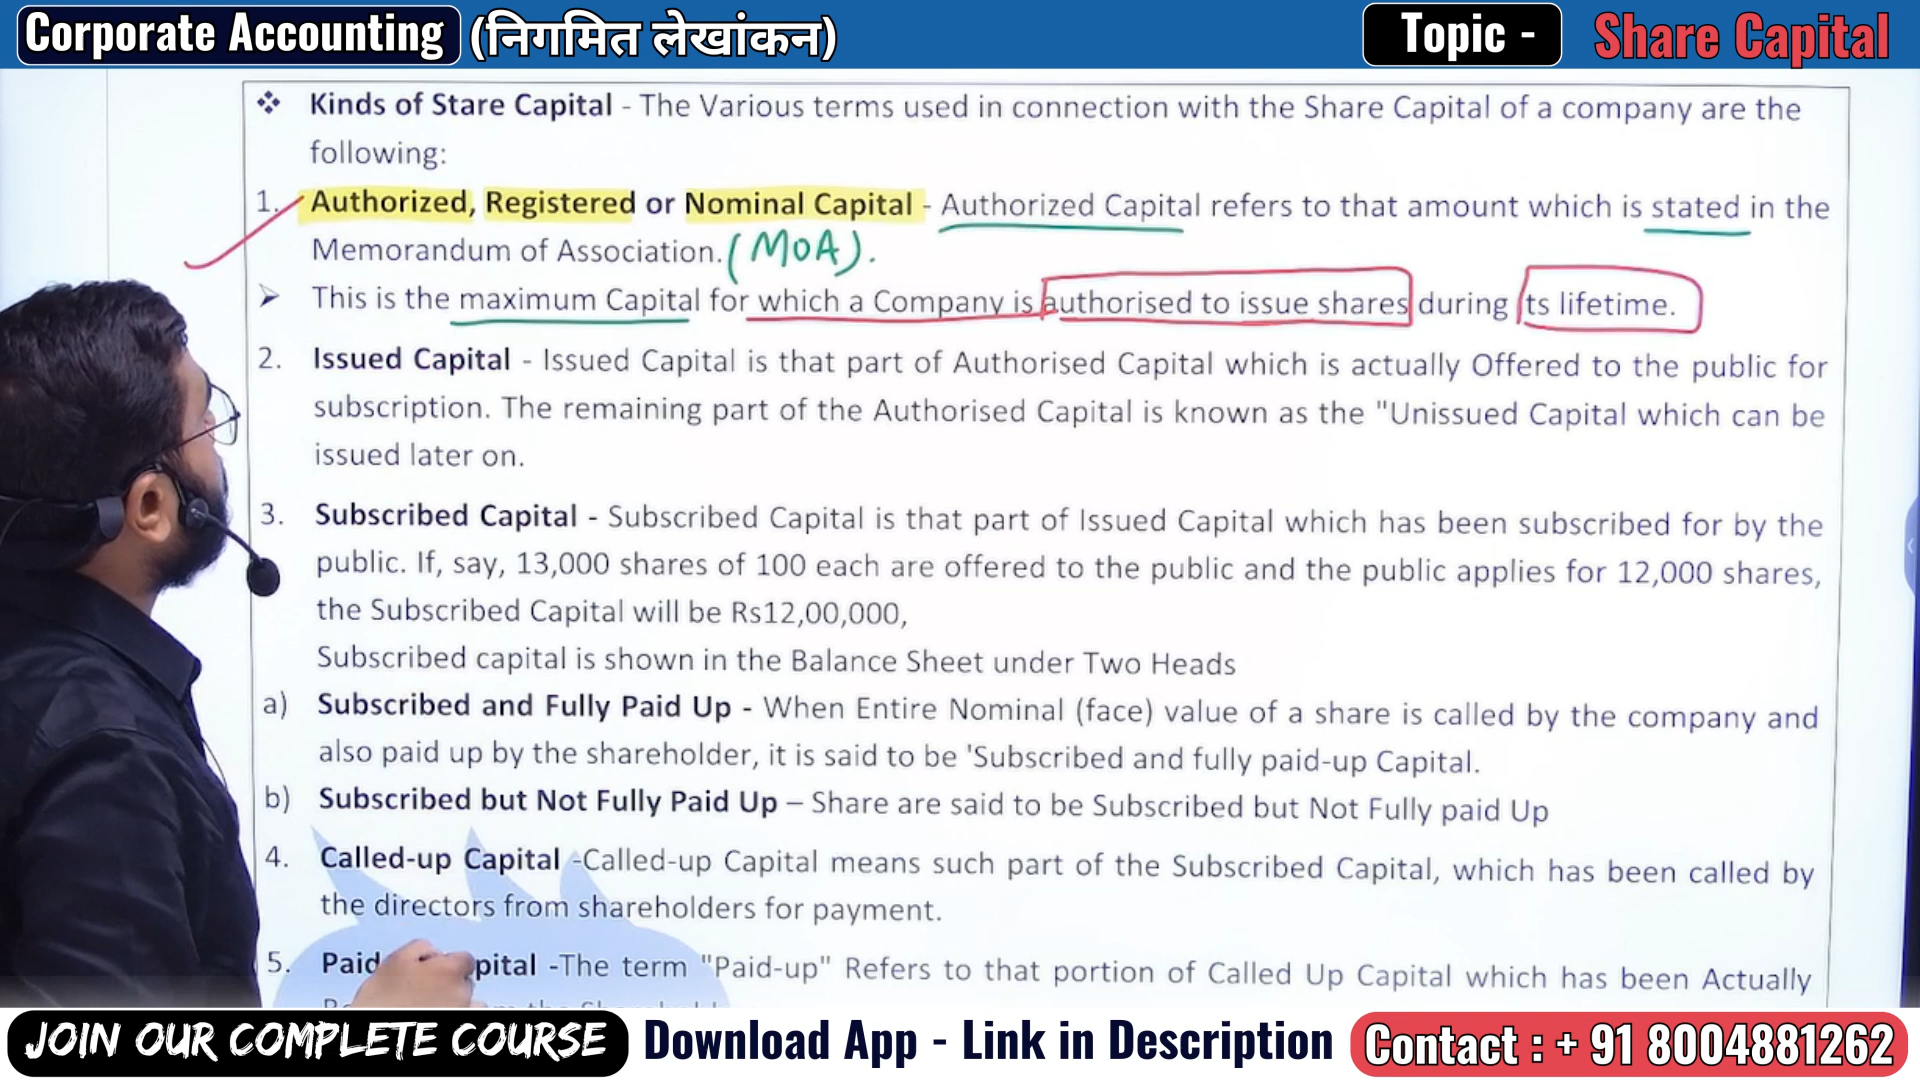 Corporate Accounting (निगमित लेखांकन) Topic - Share Capital
❖ Kinds of Stare Capital - The Various terms used in connection with the Share Capital of a company are the
following:
1. Authorized, Registered or Nominal Capital - Authorized Capital refers to that amount which is stated in the
Memorandum of Association. (MOA).
➢ This is the maximum Capital for which a Company is authorised to issue shares during its lifetime.
2. Issued Capital - Issued Capital is that part of Authorised Capital which is actually Offered to the public for
subscription. The remaining part of the Authorised Capital is known as the "Unissued Capital which can be
issued later on.
3. Subscribed Capital - Subscribed Capital is that part of Issued Capital which has been subscribed for by the
public. If, say, 13,000 shares of 100 each are offered to the public and the public applies for 12,000 shares,
the Subscribed Capital will be Rs12,00,000,
Subscribed capital is shown in the Balance Sheet under Two Heads
a) Subscribed and Fully Paid Up - When Entire Nominal (face) value of a share is called by the company and
also paid up by the shareholder, it is said to be 'Subscribed and fully paid-up Capital.
b) Subscribed but Not Fully Paid Up – Share are said to be Subscribed but Not Fully paid Up
4. Called-up Capital -Called-up Capital means such part of the Subscribed Capital, which has been called by
the directors from shareholders for payment.
5. Paid pital -The term "Paid-up" Refers to that portion of Called Up Capital which has been Actually
JOIN OUR COMPLETE COURSE Download App - Link in Description Contact : + 91 8004881262